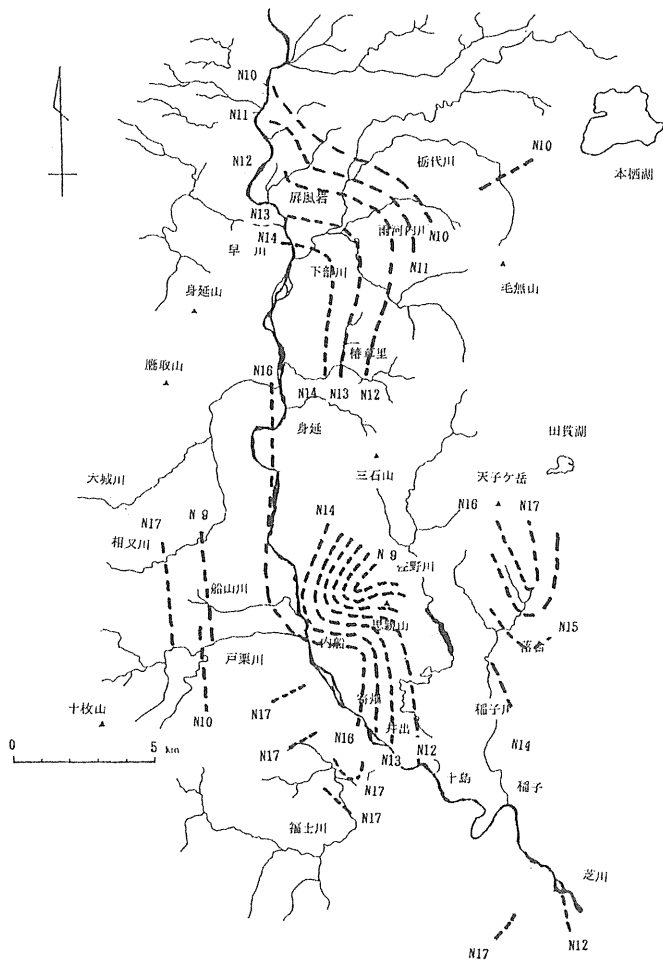 N10
N11
N12
栃代川
N10
本栖湖
屏風岩
N13
雨河内川
N10
N14
早川
下部川
N11
毛無山
身延山
椿草里
鷹取山
N16
N14
N13
N12
身延
田貫湖
大城川
三石山
天子ケ岳
N16
N17
N17
N 9
N14
相又川
N 9
佐野川
船山川
思親山
N15
落合
内船
戸栗川
十枚山
N10
N17
寄畑
稲子川
井出
N16
N14
0
5
km
N17
N13
N12
十島
稲子
N17
福士川
N17
芝川
N17
N12